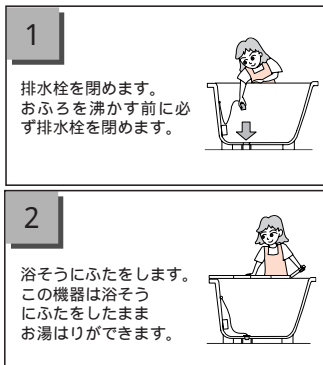 1
排水栓を閉めます。
おふろを沸かす前に必
ず排水栓を閉めます。
2
浴そうにふたをします。
この機器は浴そう
にふたをしたまま
お湯はりができます。